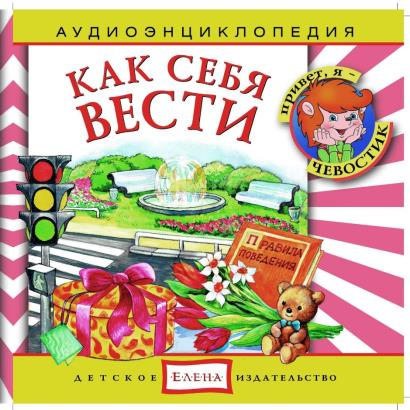 АУДИОЭНЦИКЛОПЕДИЯ
КАК СЕБЯ
ВЕСТИ
привет, я -
ЧЕВОСТИК
ПРАВИЛА
ПОВЕДЕНИЯ
ДЕТСКОЕ ЕЛЕНА ИЗДАТЕЛЬСТВО